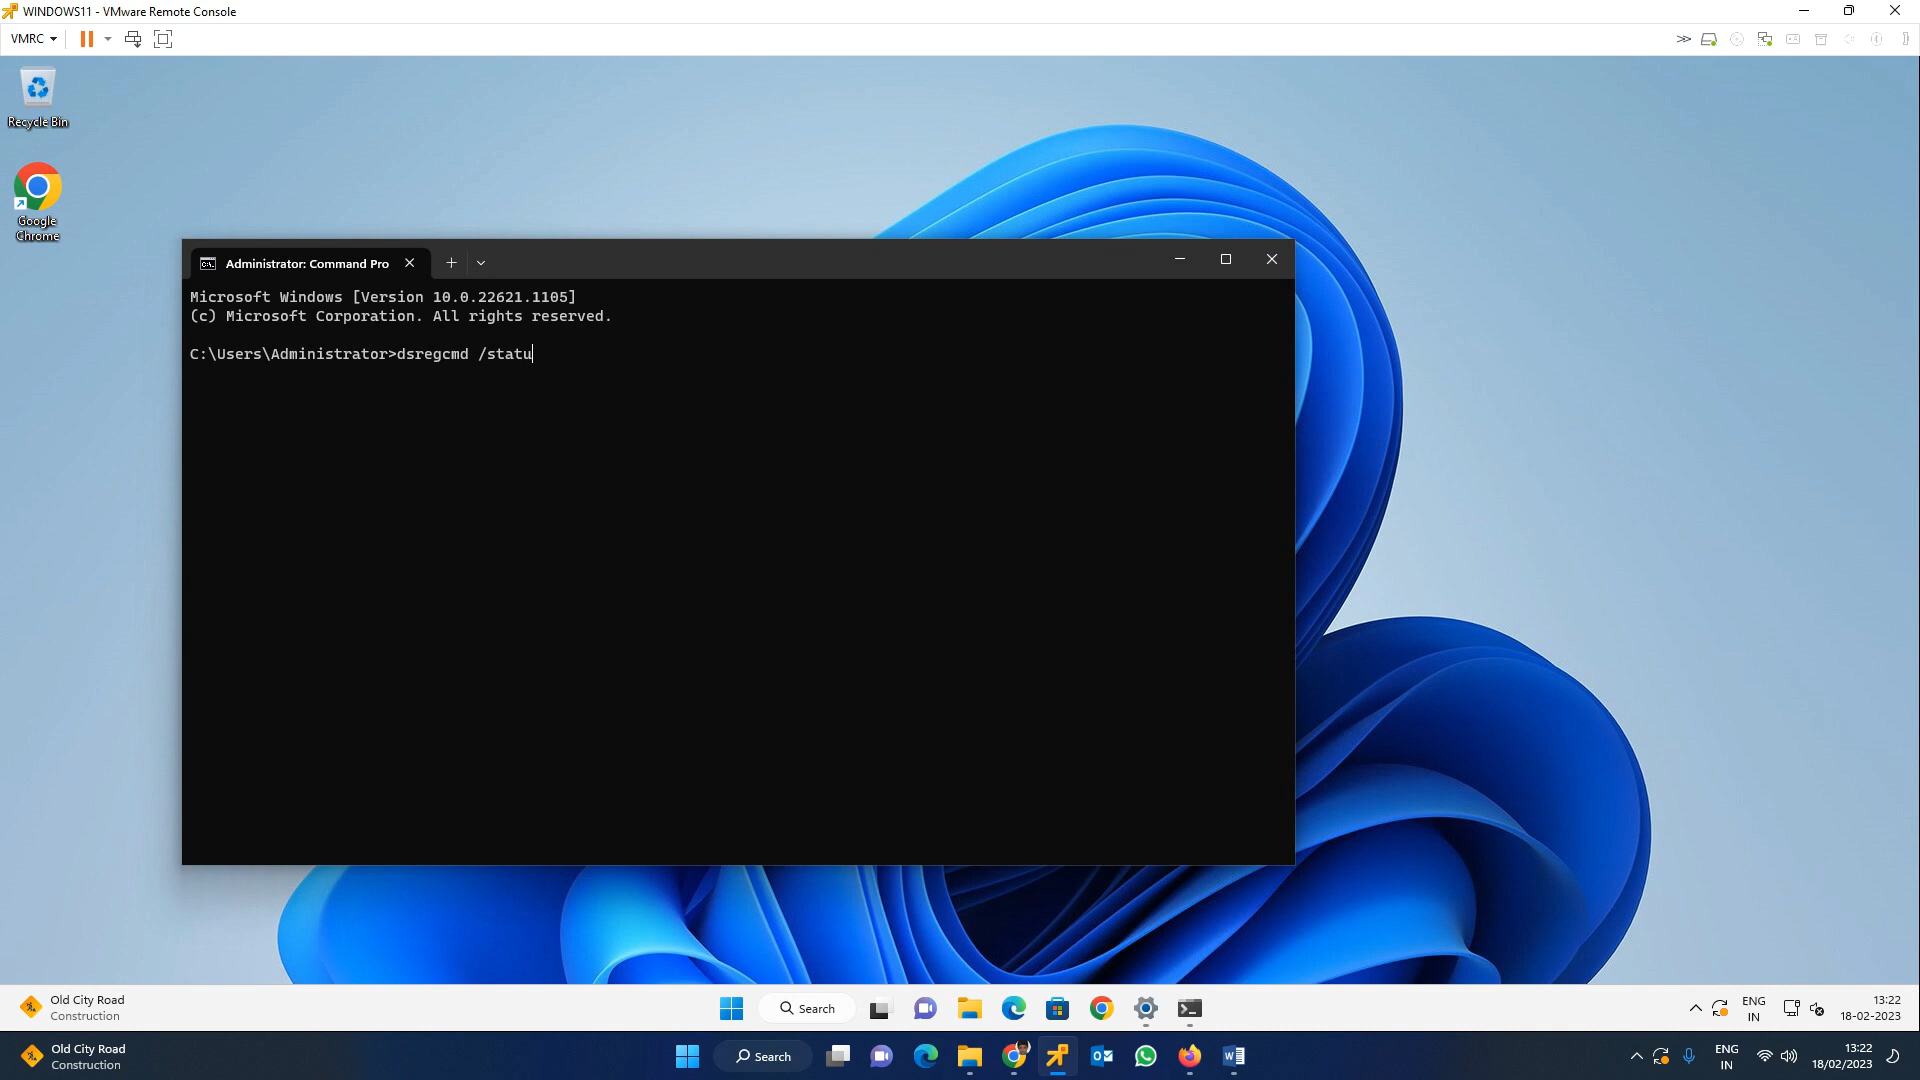 WINDOWS11 - VMware Remote Console
VMRC
Recycle Bin
Google
Chrome
Administrator: Command Pro
Microsoft Windows [Version 10.0.22621.1105]
(c) Microsoft Corporation. All rights reserved.
C:\Users\Administrator>dsregcmd /statu
Old City Road
Construction
Search
ENG
IN
13:22
18-02-2023
Old City Road
Construction
Search
ENG
IN
13:22
18/02/2023